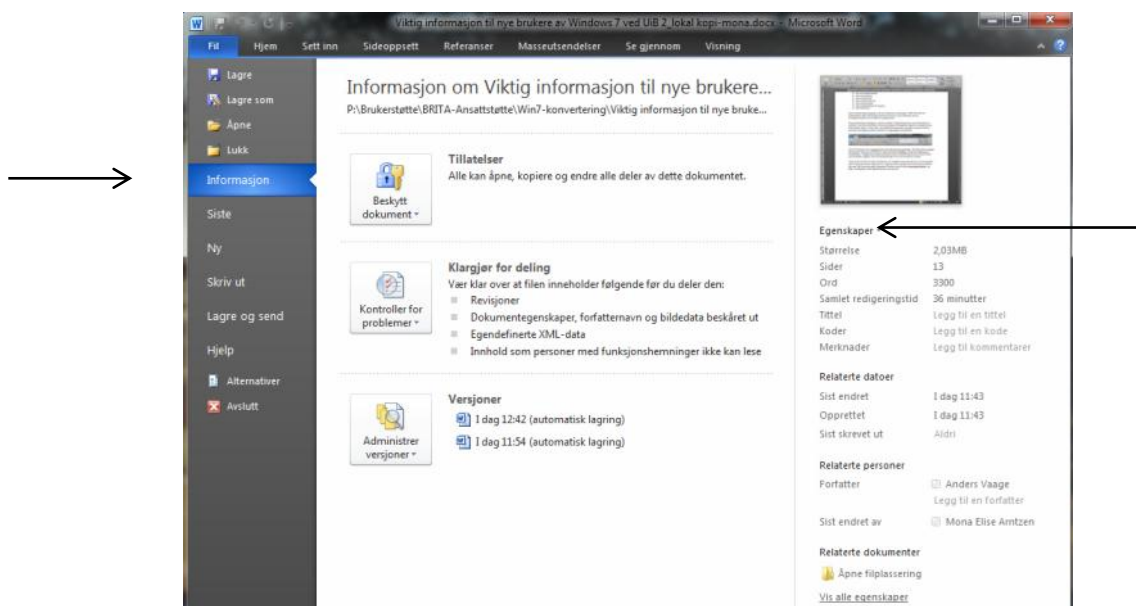 Viktig informasjon til nye brukere av Windows 7 ved UiB 2_lokal kopi-mona.docx - Microsoft Word
Fil Hjem Sett inn Sideoppsett Referanser Masseutsendelser Se gjennom Visning
Lagre
Lagre som
Åpne
Lukk
Informasjon
Siste
Ny
Skriv ut
Lagre og send
Hjelp
Alternativer
Avslutt
Informasjon om Viktig informasjon til nye brukere...
P:\Brukerstøtte\BRITA-Ansattstøtte\Win7-konvertering\Viktig informasjon til nye bruke...
Beskytt
dokument
Tillatelser
Alle kan åpne, kopiere og endre alle deler av dette dokumentet.
Kontroller for
problemer
Klargjør for deling
Vær klar over at filen inneholder følgende før du deler den:
Revisjoner
Dokumentegenskaper, forfatternavn og bildedata beskåret ut
Egendefinerte XML-data
Innhold som personer med funksjonshemninger ikke kan lese
Administrer
versjoner
Versjoner
I dag 12:42 (automatisk lagring)
I dag 11:54 (automatisk lagring)
Egenskaper
Størrelse 2,03MB
Sider 13
Ord 3300
Samlet redigeringstid 36 minutter
Tittel Legg til en tittel
Koder Legg til en kode
Merknader Legg til kommentarer
Relaterte datoer
Sist endret I dag 11:43
Opprettet I dag 11:43
Sist skrevet ut Aldri
Relaterte personer
Forfatter Anders Vaage
Legg til en forfatter
Sist endret av Mona Elise Arntzen
Relaterte dokumenter
Åpne filplassering
Vis alle egenskaper